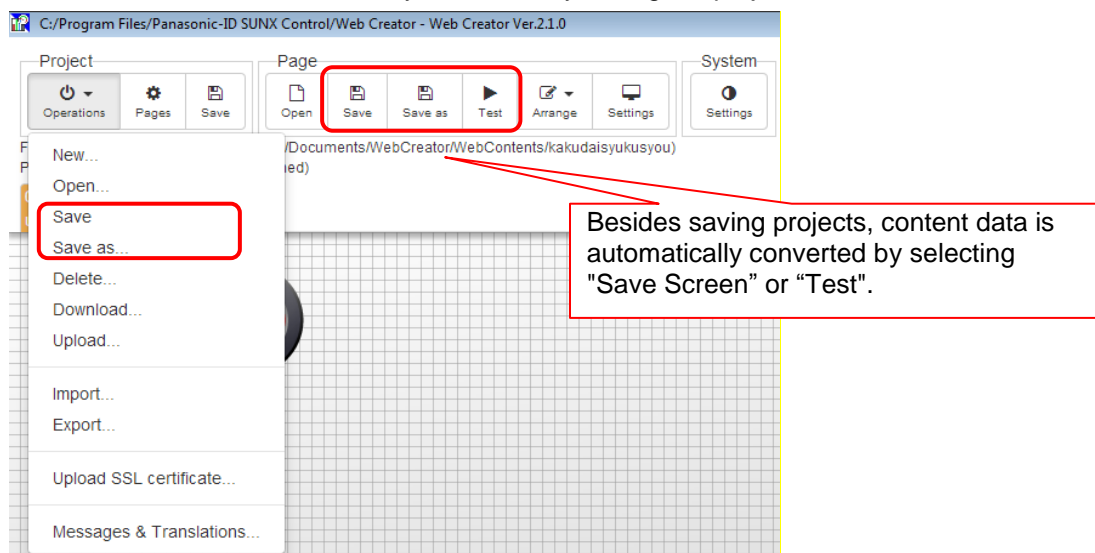 C:/Program Files/Panasonic-ID SUNX Control/Web Creator - Web Creator Ver.2.1.0
Project
Page
System
Operations
Pages
Save
Open
Save
Save as
Test
Arrange
Settings
Settings
/Documents/WebCreator/WebContents/kakudaisyukusyou)
ed)
New...
Open...
Save
Save as...
Delete...
Download...
Upload...
Import...
Export...
Upload SSL certificate...
Messages & Translations...
Besides saving projects, content data is
automatically converted by selecting
"Save Screen” or “Test".